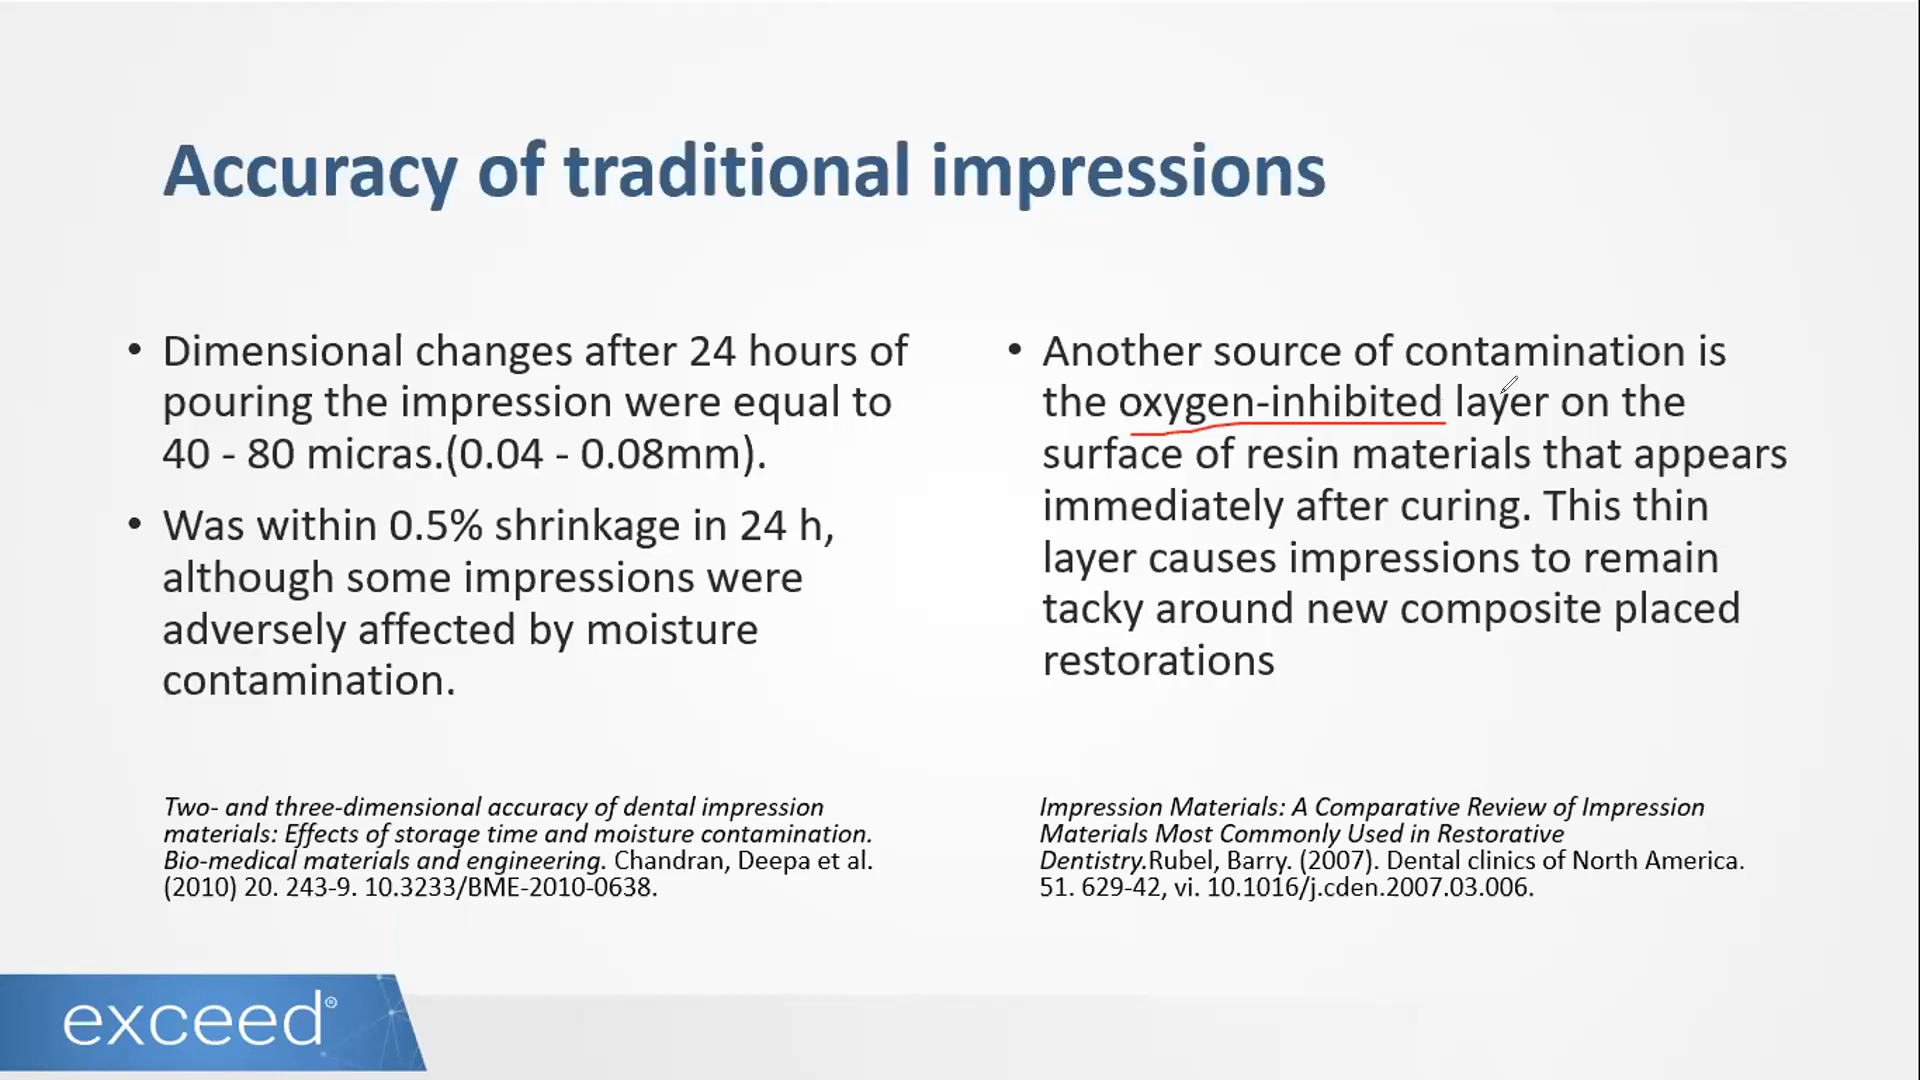 Accuracy of traditional impressions
• Dimensional changes after 24 hours of
pouring the impression were equal to
40 - 80 micras.(0.04 - 0.08mm).
• Was within 0.5% shrinkage in 24 h,
although some impressions were
adversely affected by moisture
contamination.
Two- and three-dimensional accuracy of dental impression
materials: Effects of storage time and moisture contamination.
Bio-medical materials and engineering. Chandran, Deepa et al.
(2010) 20. 243-9. 10.3233/BME-2010-0638.
• Another source of contamination is
the oxygen-inhibited layer on the
surface of resin materials that appears
immediately after curing. This thin
layer causes impressions to remain
tacky around new composite placed
restorations
Impression Materials: A Comparative Review of Impression
Materials Most Commonly Used in Restorative
Dentistry.Rubel, Barry. (2007). Dental clinics of North America.
51. 629-42, vi. 10.1016/j.cden.2007.03.006.
exceed®